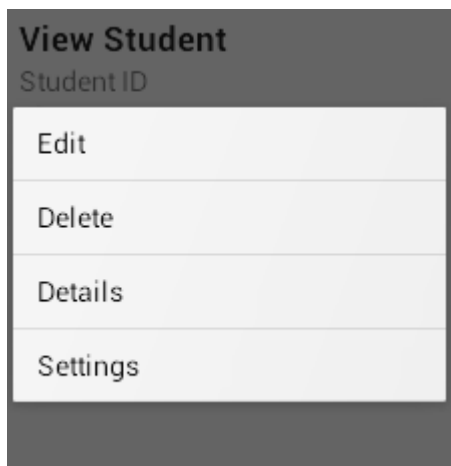 View Student
Student ID
Edit
Delete
Details
Settings